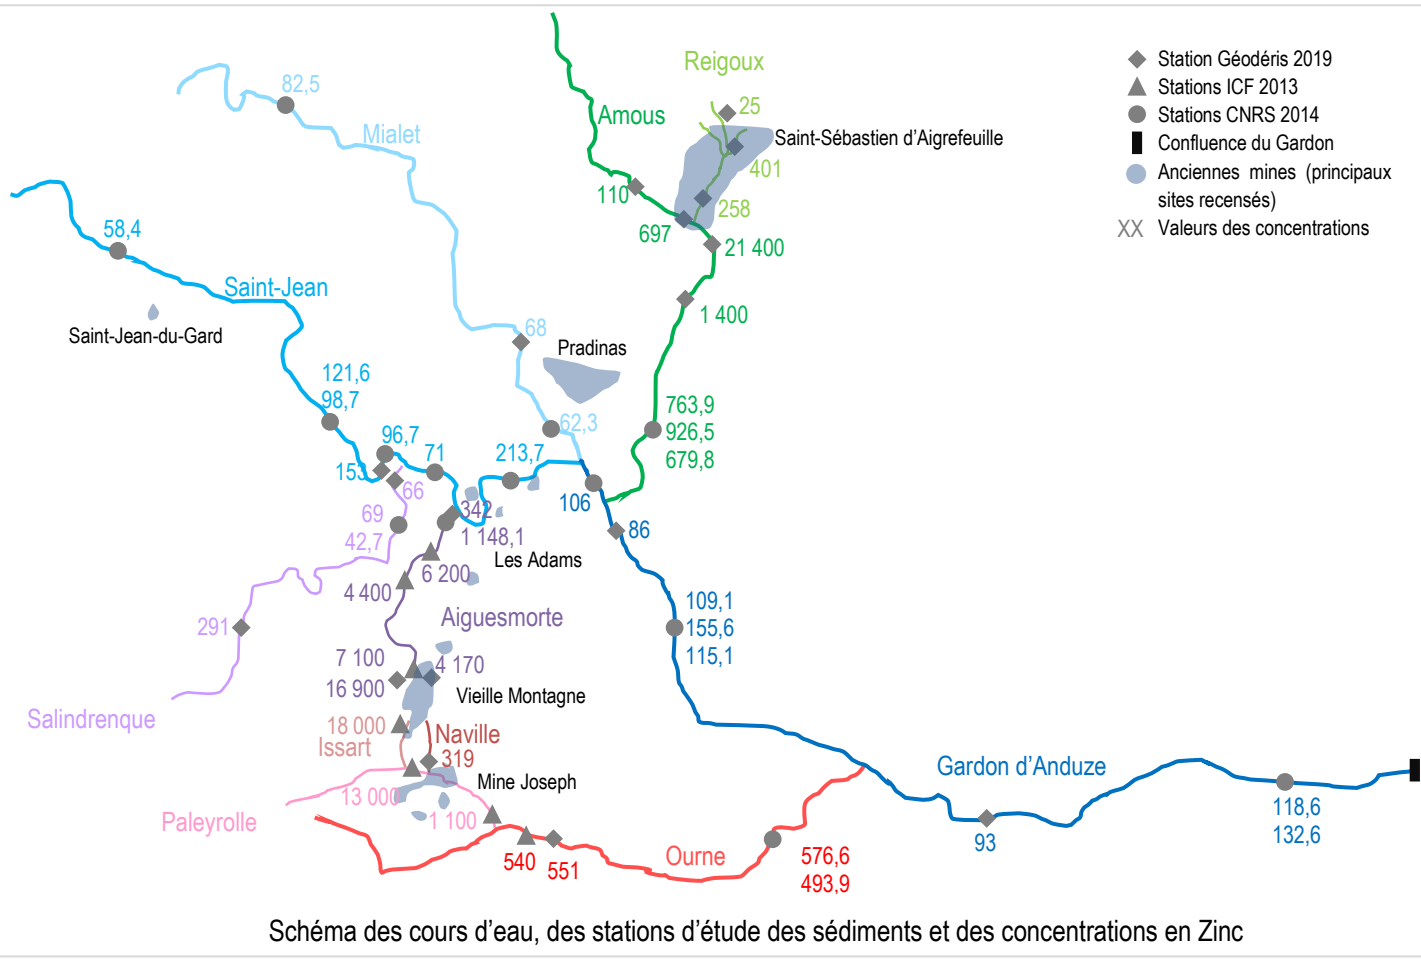 Reigoux
Station Géodéris 2019
82,5
Stations ICF 2013
25
Amous
Stations CNRS 2014
Mialet
Saint-Sébastien d'Aigrefeuille
Confluence du Gardon
401
Anciennes mines (principaux
sites recensés)
110
258
XX Valeurs des concentrations
58,4
697
21 400
Saint-Jean
1 400
68
Saint-Jean-du-Gard
Pradinas
121,6
98,7
763,9
926,5
679,8
62,3
96,7
71
213,7
153
66
106
342
69
86
1 148,1
42,7
Les Adams
6 200
4 400
109,1
155,6
115,1
Aiguesmorte
291
7 100
4 170
16 900
Vieille Montagne
Salindrenque
18 000
Naville
Issart
319
Gardon d'Anduze
Mine Joseph
13 000
118,6
132,6
Paleyrolle
1 100
93
540
551
Ourne
576,6
493,9
Schéma des cours d'eau, des stations d'étude des sédiments et des concentrations en Zinc